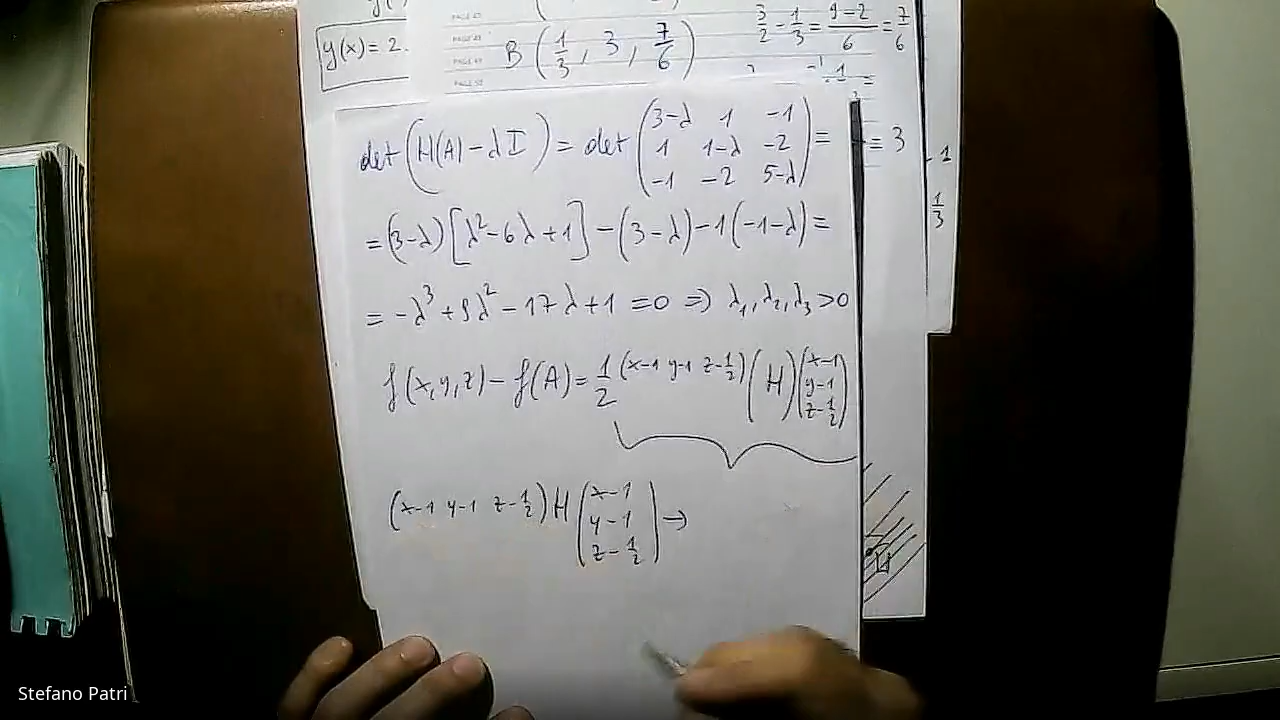 y(x) = 2.
PAGE 50
B (1/3, 3, 7/6)
3/2 - 1/3 = 9-2/6 = 7/6
= 3
1
1/3
det (H(A) - λI) = det (3-λ 1 -1
1 1-λ -2
-1 -2 5-λ) =
= (3-λ) [λ² - 6λ + 1] - (3-λ) - 1(-1-λ) =
= -λ³ + 9λ² - 17λ + 1 = 0 ⇒ λ₁, λ₂, λ₃ > 0
f(x,y,z) - f(A) = 1/2 (x-1 y-1 z-1/2) (H) (x-1
y-1
z-1/2)
(x-1 y-1 z-1/2) H (x-1
y-1
z-1/2) →
Stefano Patri